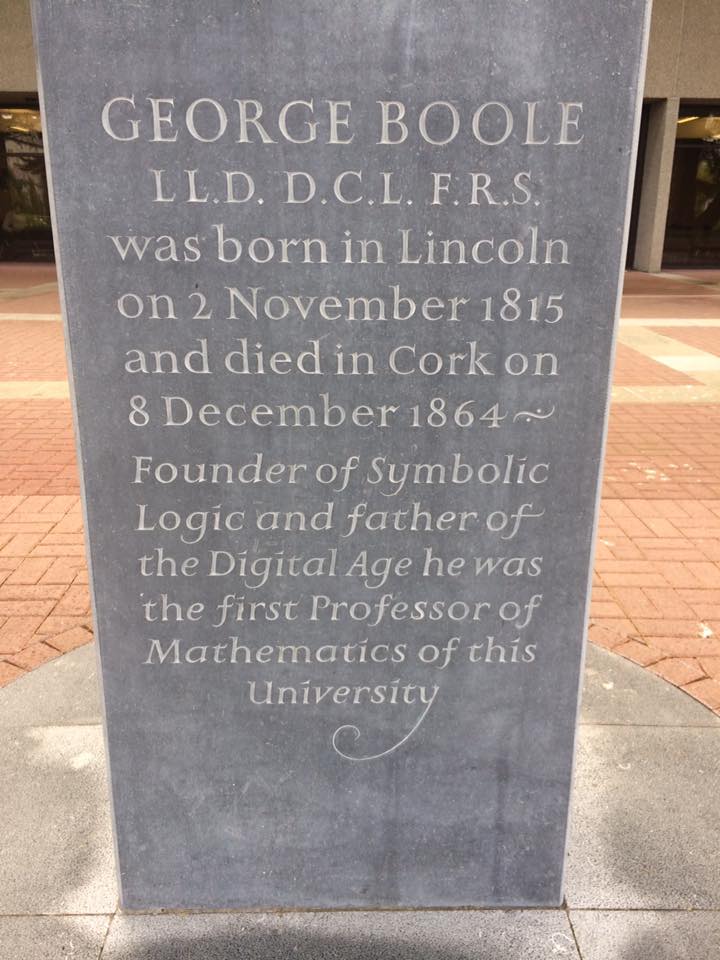 GEORGE BOOLE
LL.D. D.C.L. F.R.S.
was born in Lincoln
on 2 November 1815
and died in Cork on
8 December 1864 ~
Founder of Symbolic
Logic and father of
the Digital Age he was
the first Professor of
Mathematics of this
University